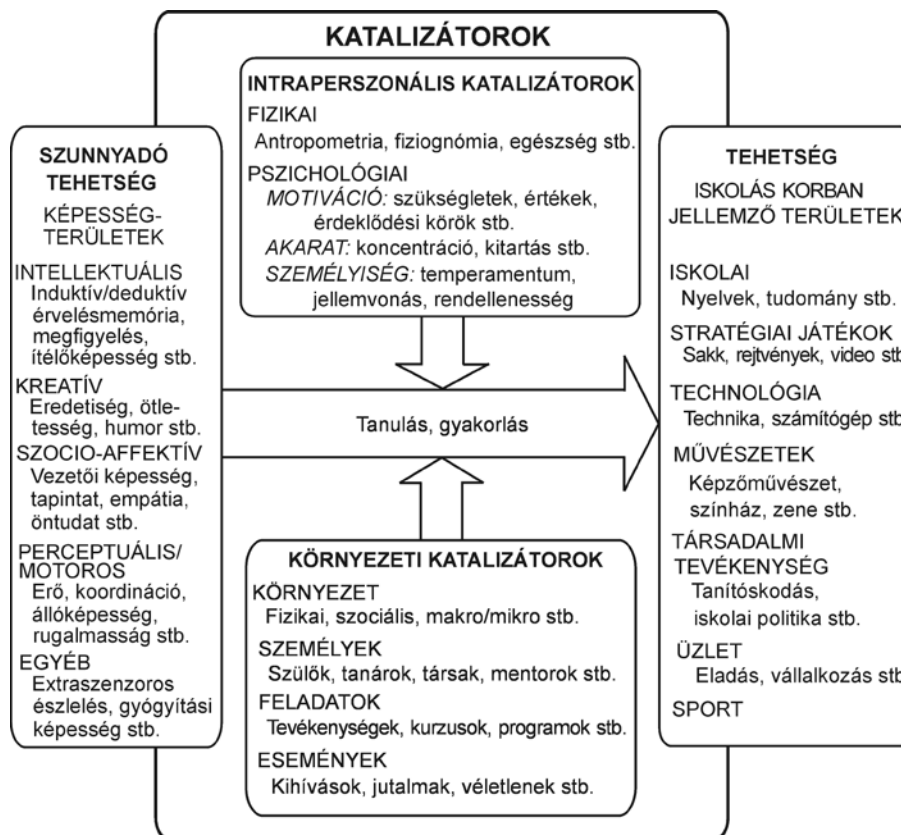 KATALIZÁTOROK
INTRAPERSZONÁLIS KATALIZÁTOROK
FIZIKAI
Antropometria, fiziognómia, egészség stb.
PSZICHOLÓGIAI
MOTIVÁCIÓ: szükségletek, értékek,
érdeklődési körök stb.
AKARAT: koncentráció, kitartás stb.
SZEMÉLYISÉG: temperamentum,
jellemvonás, rendellenesség
SZUNNYADÓ
TEHETSÉG
KÉPESSÉG-
TERÜLETEK
INTELLEKTUÁLIS
Induktív/deduktív
érvelésmemória,
megfigyelés,
ítélőképesség stb.
KREATÍV
Eredetiség, ötle-
tesség, humor stb.
SZOCIO-AFFEKTÍV
Vezetői képesség,
tapintat, empátia,
öntudat stb.
PERCEPTUÁLIS/
MOTOROS
Erő, koordináció,
állóképesség,
rugalmasság stb.
EGYÉB
Extraszenzoros
észlelés, gyógyítási
képesség stb.
Tanulás, gyakorlás
KÖRNYEZETI KATALIZÁTOROK
KÖRNYEZET
Fizikai, szociális, makro/mikro stb.
SZEMÉLYEK
Szülők, tanárok, társak, mentorok stb.
FELADATOK
Tevékenységek, kurzusok, programok stb.
ESEMÉNYEK
Kihívások, jutalmak, véletlenek stb.
TEHETSÉG
ISKOLÁS KORBAN
JELLEMZŐ TERÜLETEK
ISKOLAI
Nyelvek, tudomány stb.
STRATÉGIAI JÁTÉKOK
Sakk, rejtvények, video stb
TECHNOLÓGIA
Technika, számítógép stb
MŰVÉSZETEK
Képzőművészet,
színház, zene stb.
TÁRSADALMI
TEVÉKENYSÉG
Tanítóskodás,
iskolai politika stb.
ÜZLET
Eladás, vállalkozás stb
SPORT